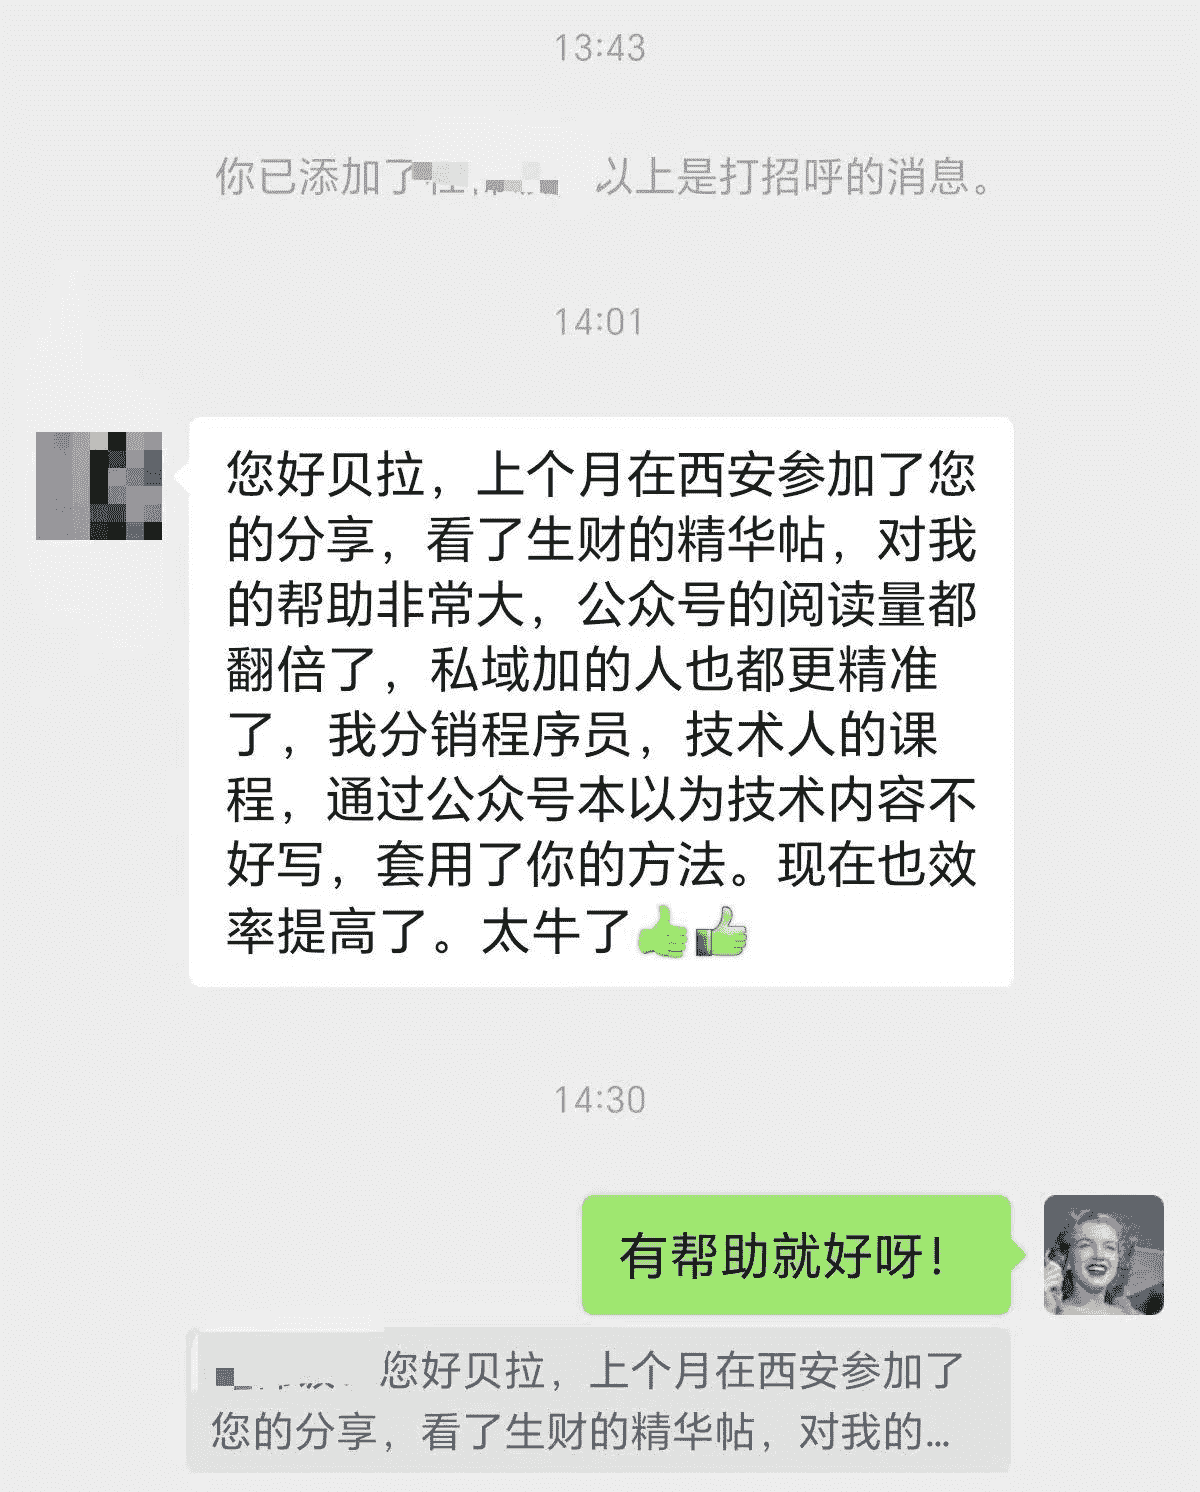 13:43
你已添加了 以上是打招呼的消息。
14:01
您好贝拉，上个月在西安参加了您
的分享，看了生财的精华帖，对我
的帮助非常大，公众号的阅读量都
翻倍了，私域加的人也都更精准
了，我分销程序员，技术人的课
程，通过公众号本以为技术内容不
好写，套用了你的方法。现在也效
率提高了。太牛了👍👍
14:30
有帮助就好呀！
您好贝拉，上个月在西安参加了
您的分享，看了生财的精华帖，对我的...